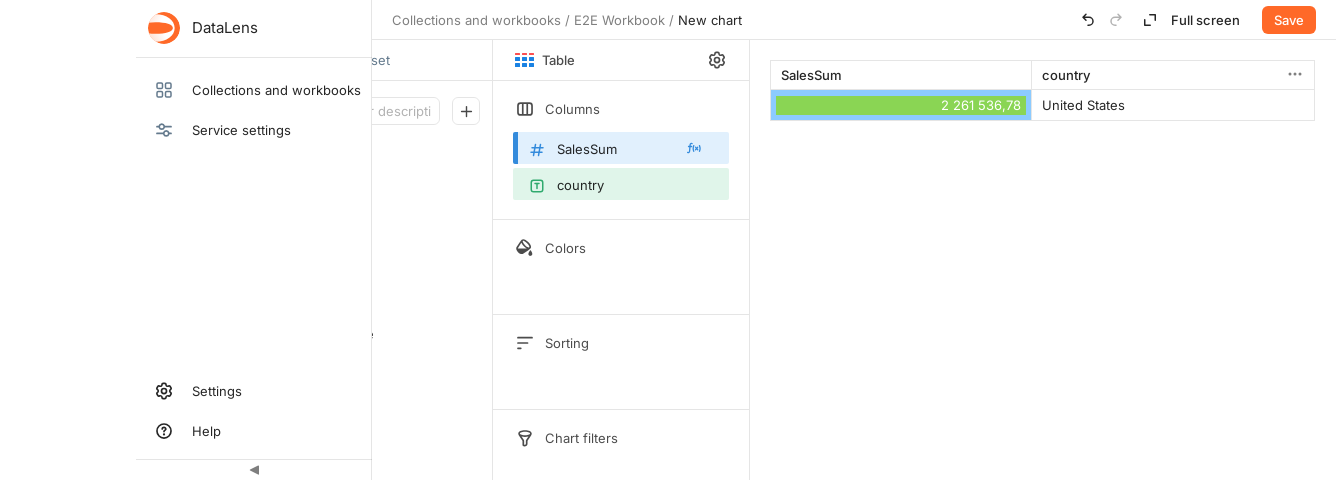 DataLens
Collections and workbooks
Service settings
Settings
Help
Collections and workbooks / E2E Workbook / New chart
Full screen
Save
set
r descripti
Table
Columns
SalesSum
country
Colors
Sorting
Chart filters
SalesSum country
2 261 536,78 United States